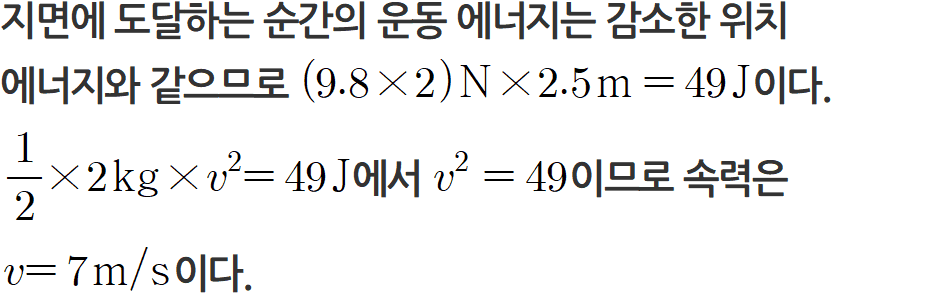 지면에 도달하는 순간의 운동 에너지는 감소한 위치
에너지와 같으므로 (9.8×2)N×2.5m=49J이다.
1/2×2kg×v²=49J에서 v²=49이므로 속력은
v=7m/s이다.